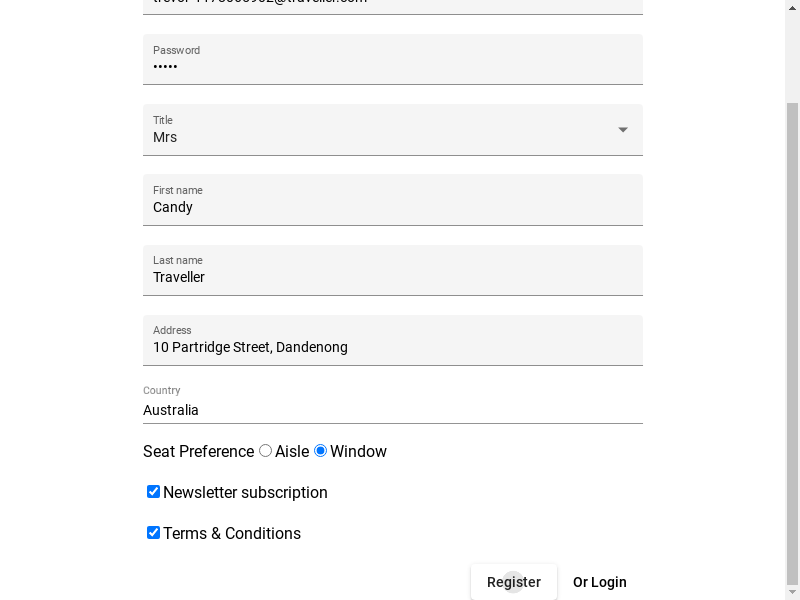 Password
•••••
Title
Mrs
First name
Candy
Last name
Traveller
Address
10 Partridge Street, Dandenong
Country
Australia
Seat Preference Aisle Window
Newsletter subscription
Terms & Conditions
Register Or Login